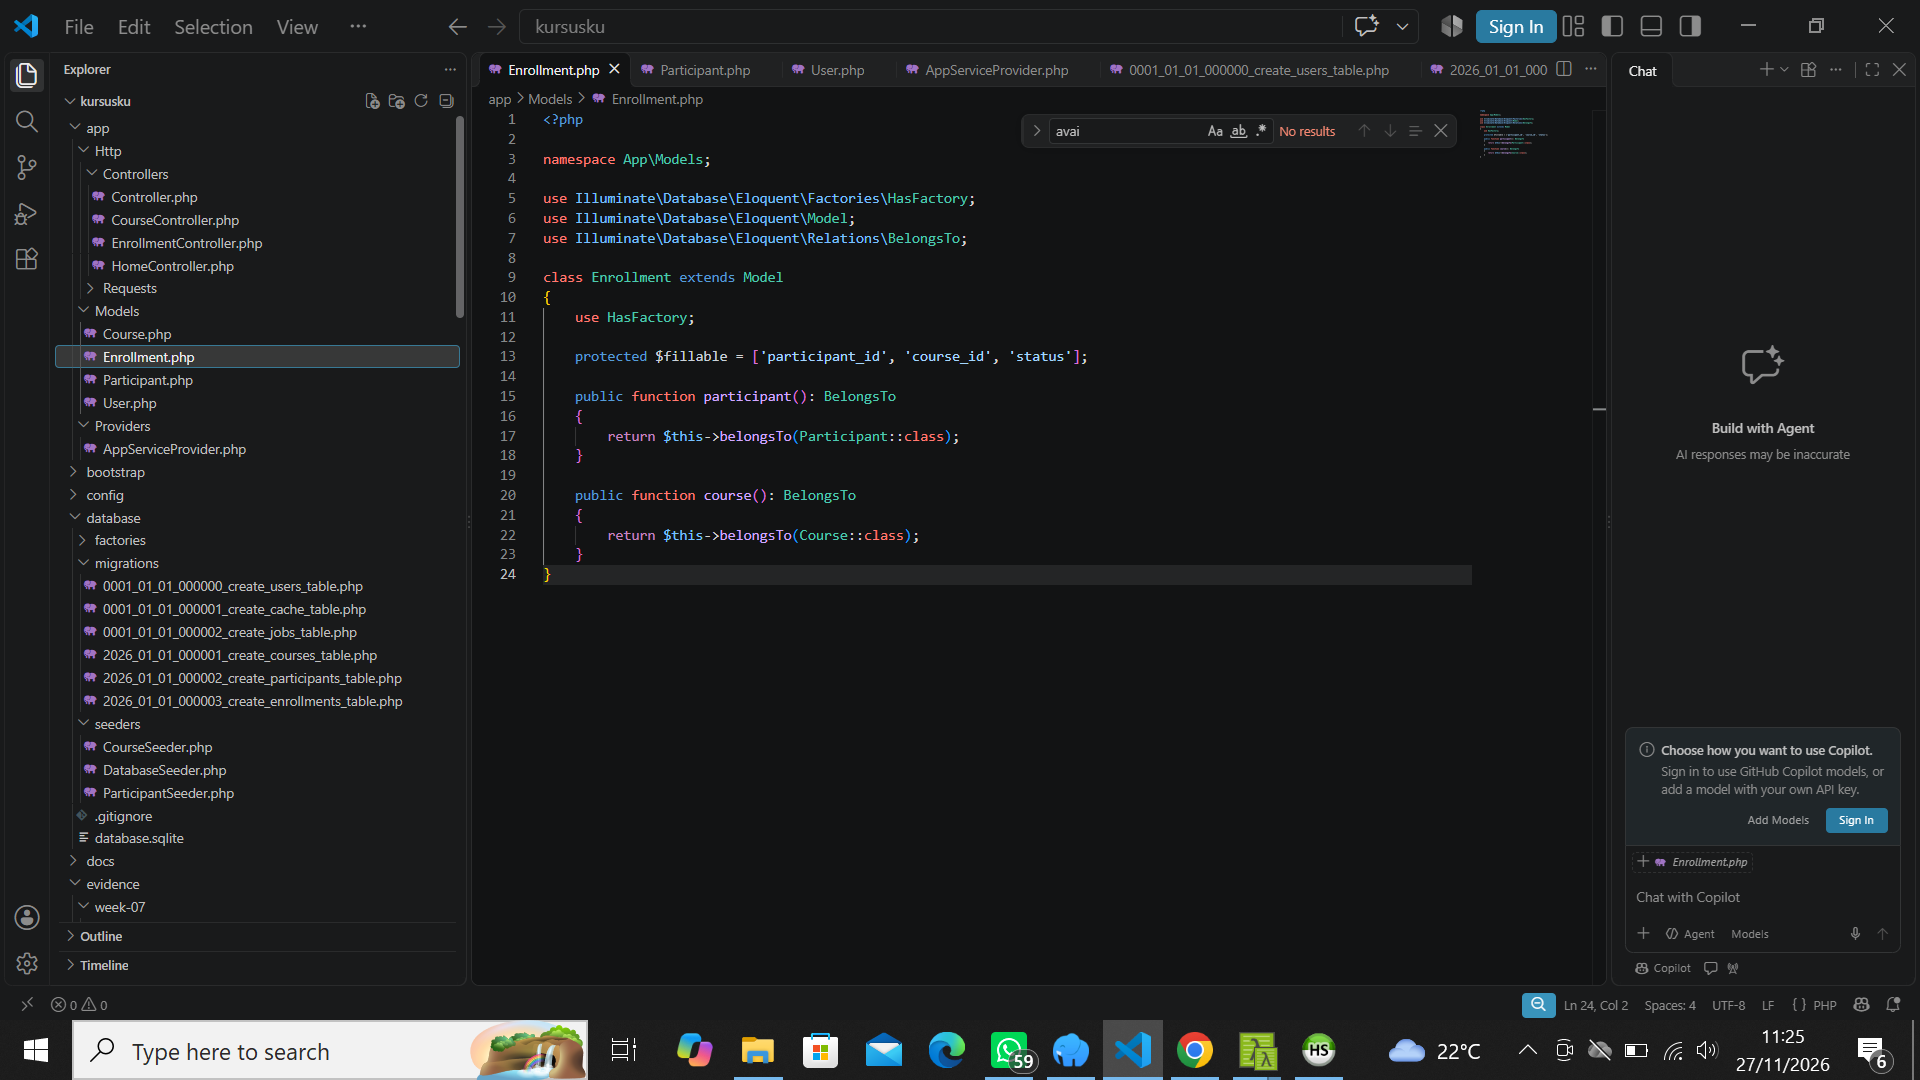 File Edit Selection View
kursusku
Sign In
Explorer
kursusku
app
Http
Controllers
Controller.php
CourseController.php
EnrollmentController.php
HomeController.php
Requests
Models
Course.php
Enrollment.php
Participant.php
User.php
Providers
AppServiceProvider.php
bootstrap
config
database
factories
migrations
0001_01_01_000000_create_users_table.php
0001_01_01_000001_create_cache_table.php
0001_01_01_000002_create_jobs_table.php
2026_01_01_000001_create_courses_table.php
2026_01_01_000002_create_participants_table.php
2026_01_01_000003_create_enrollments_table.php
seeders
CourseSeeder.php
DatabaseSeeder.php
ParticipantSeeder.php
.gitignore
database.sqlite
docs
evidence
week-07
Outline
Timeline
Enrollment.php Participant.php User.php AppServiceProvider.php 0001_01_01_000000_create_users_table.php 2026_01_01_000
app > Models > Enrollment.php
avai Aa ab .* No results
1 <?php
2
3 namespace App\Models;
4
5 use Illuminate\Database\Eloquent\Factories\HasFactory;
6 use Illuminate\Database\Eloquent\Model;
7 use Illuminate\Database\Eloquent\Relations\BelongsTo;
8
9 class Enrollment extends Model
10 {
11 use HasFactory;
12
13 protected $fillable = ['participant_id', 'course_id', 'status'];
14
15 public function participant(): BelongsTo
16 {
17 return $this->belongsTo(Participant::class);
18 }
19
20 public function course(): BelongsTo
21 {
22 return $this->belongsTo(Course::class);
23 }
24 }
Chat
Build with Agent
AI responses may be inaccurate
Choose how you want to use Copilot.
Sign in to use GitHub Copilot models, or
add a model with your own API key.
Add Models Sign In
Enrollment.php
Chat with Copilot
Agent Models
Copilot
0 0
Ln 24, Col 2 Spaces: 4 UTF-8 LF { } PHP
Type here to search
59
HS
22°C
11:25
27/11/2026
6